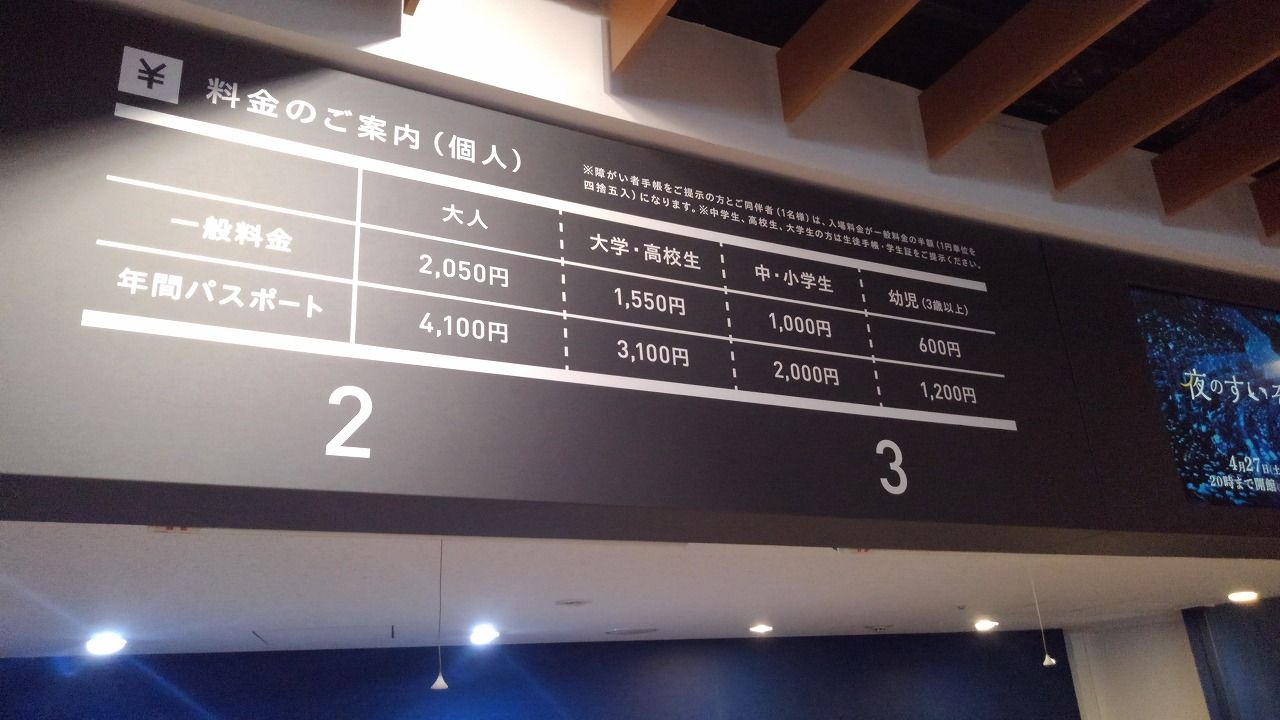 ¥ 料金のご案内(個人)
※障がい者手帳をご提示の方とご同伴者(1名様)は、入場料金が一般料金の半額(1円単位を
四捨五入)になります。※中学生、高校生、大学生の方は生徒手帳・学生証をご提示ください。
大人 大学・高校生 中・小学生 幼児(3歳以上)
一般料金 2,050円 1,550円 1,000円 600円
年間パスポート 4,100円 3,100円 2,000円 1,200円
2 3
夜のすいぞ
4月27日(土
20時まで開館